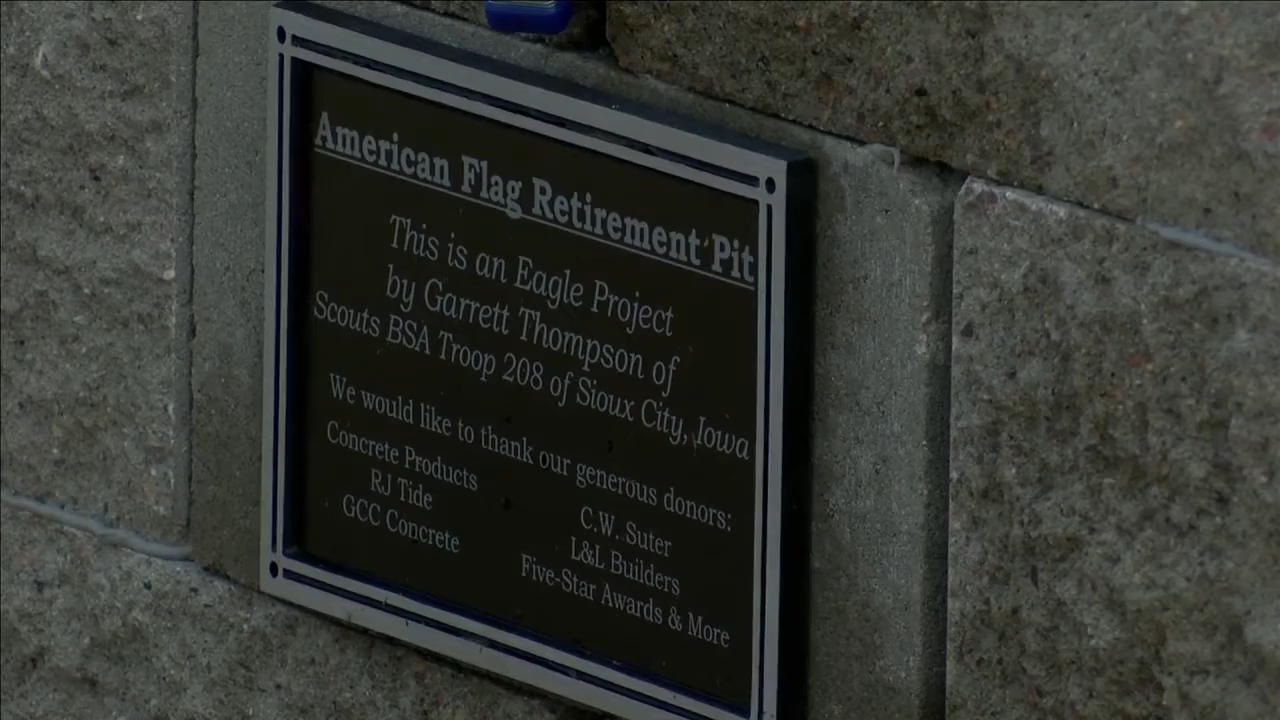 American Flag Retirement Pit
This is an Eagle Project
by Garrett Thompson of
Scouts BSA Troop 208 of Sioux City, Iowa
We would like to thank our generous donors:
Concrete Products
RJ Tide
GCC Concrete
C.W. Suter
L&L Builders
Five-Star Awards & More